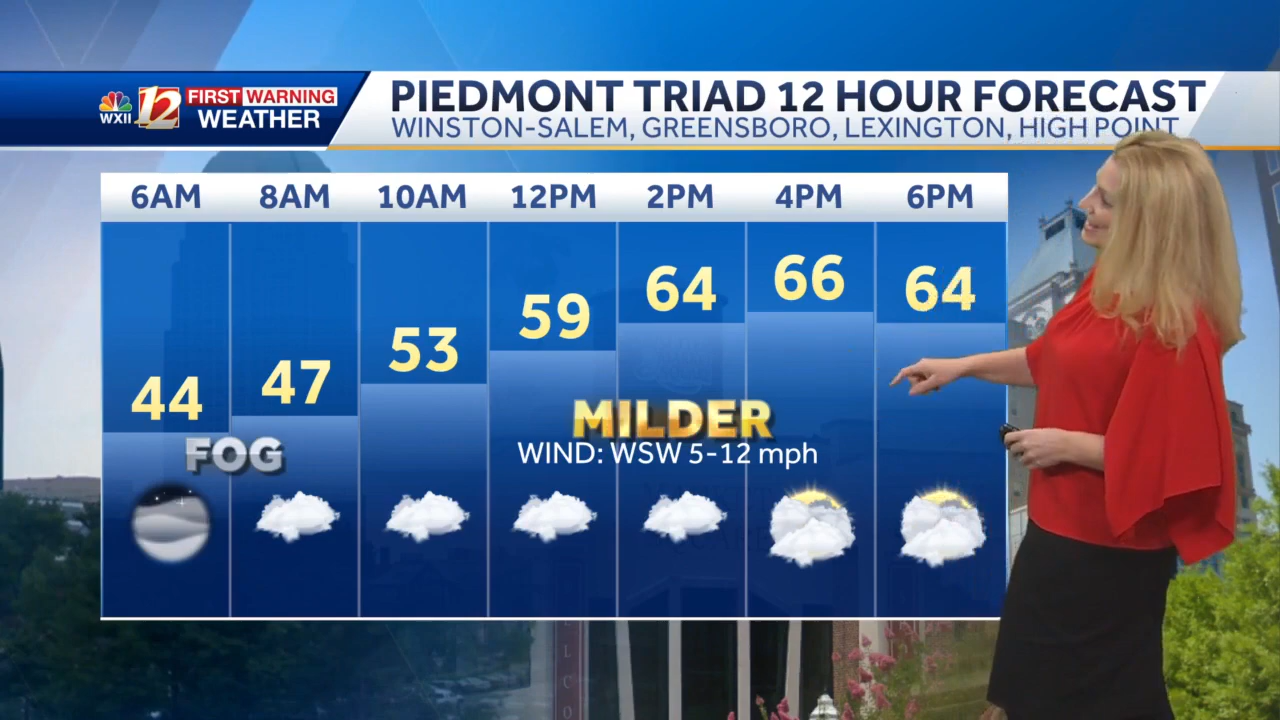 PIEDMONT TRIAD 12 HOUR FORECAST
WXII 12 FIRST WARNING WEATHER
WINSTON-SALEM, GREENSBORO, LEXINGTON, HIGH POINT
6AM 8AM 10AM 12PM 2PM 4PM 6PM
44 47 53 59 64 66 64
FOG
MILDER
WIND: WSW 5-12 mph